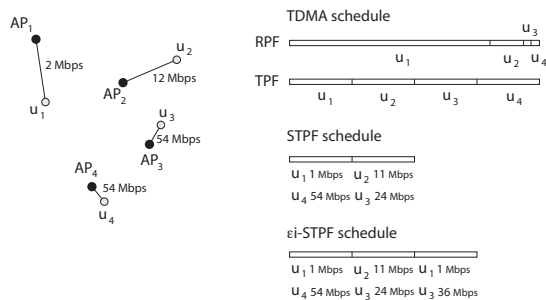 AP1
2 Mbps
u1
u2
12 Mbps
AP2
u3
54 Mbps
AP3
AP4
54 Mbps
u4
TDMA schedule
u3
RPF
u1 u2 u4
TPF
u1 u2 u3 u4
STPF schedule
u1 1 Mbps u2 11 Mbps
u4 54 Mbps u3 24 Mbps
εi-STPF schedule
u1 1 Mbps u2 11 Mbps u1 1 Mbps
u4 54 Mbps u3 24 Mbps u3 36 Mbps